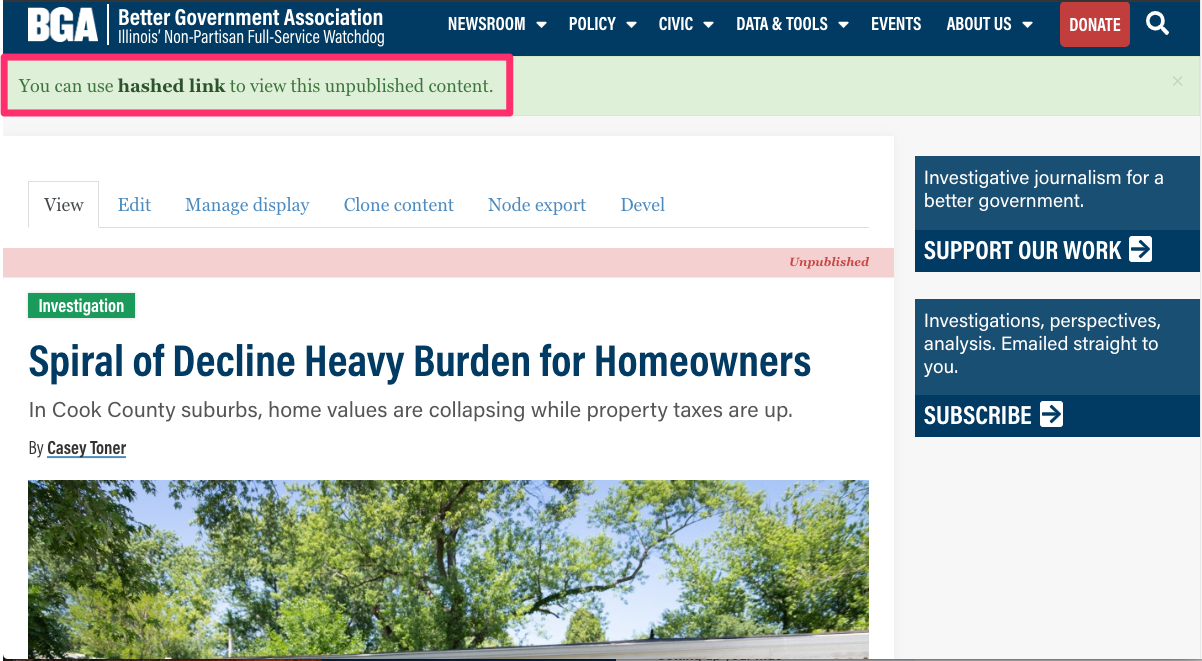 BGA
Better Government Association
Illinois' Non-Partisan Full-Service Watchdog
NEWSROOM POLICY CIVIC DATA & TOOLS EVENTS ABOUT US DONATE
You can use hashed link to view this unpublished content.
×
View Edit Manage display Clone content Node export Devel
Unpublished
Investigation
Spiral of Decline Heavy Burden for Homeowners
In Cook County suburbs, home values are collapsing while property taxes are up.
By Casey Toner
Investigative journalism for a
better government.
SUPPORT OUR WORK
Investigations, perspectives,
analysis. Emailed straight to
you.
SUBSCRIBE